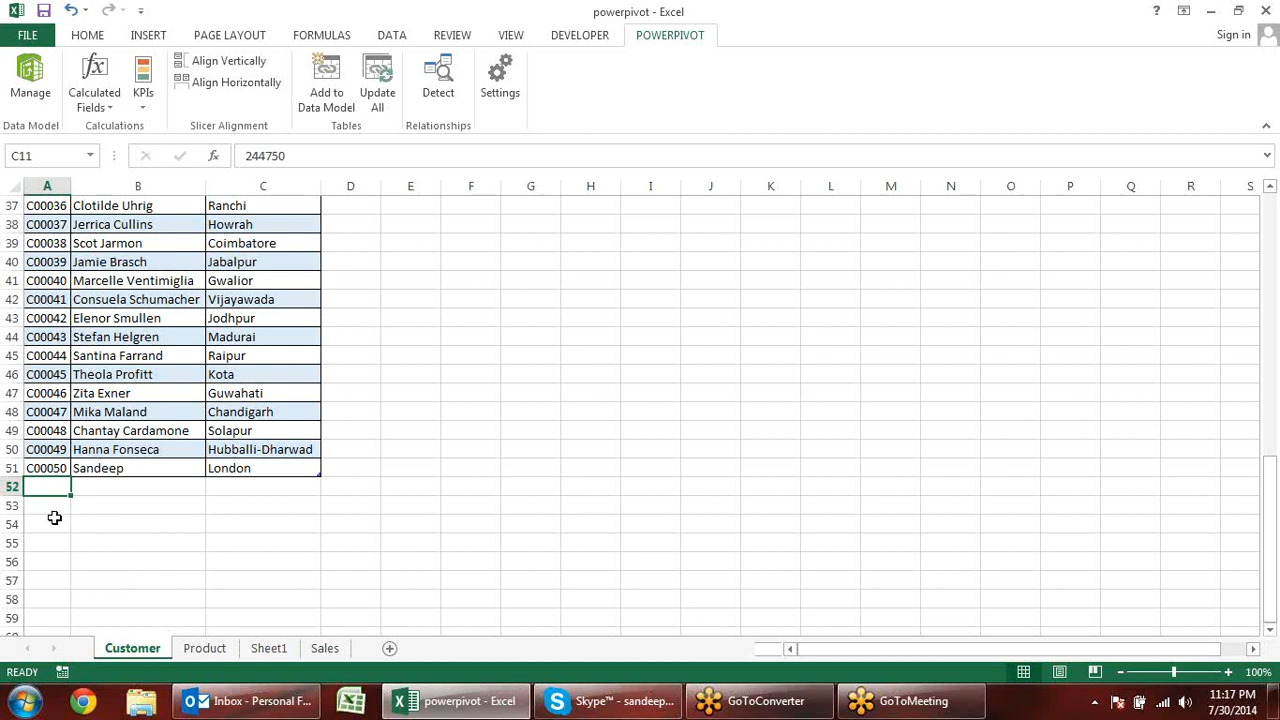 powerpivot - Excel
?
FILE HOME INSERT PAGE LAYOUT FORMULAS DATA REVIEW VIEW DEVELOPER POWERPIVOT Sign in
Manage
Calculated Fields
KPIs
Align Vertically
Align Horizontally
Add to Data Model
Update All
Detect
Settings
Data Model Calculations Slicer Alignment Tables Relationships
C11 fx 244750
A B C D E F G H I J K L M N O P Q R S
37 C00036 Clotilde Uhrig Ranchi
38 C00037 Jerrica Cullins Howrah
39 C00038 Scot Jarmon Coimbatore
40 C00039 Jamie Brasch Jabalpur
41 C00040 Marcelle Ventimiglia Gwalior
42 C00041 Consuela Schumacher Vijayawada
43 C00042 Elenor Smullen Jodhpur
44 C00043 Stefan Helgren Madurai
45 C00044 Santina Farrand Raipur
46 C00045 Theola Profitt Kota
47 C00046 Zita Exner Guwahati
48 C00047 Mika Maland Chandigarh
49 C00048 Chantay Cardamone Solapur
50 C00049 Hanna Fonseca Hubballi-Dharwad
51 C00050 Sandeep London
52
53
54
55
56
57
58
59
Customer Product Sheet1 Sales
READY 100%
Inbox - Personal F... powerpivot - Excel Skype™ - sandeep... GoToConverter GoToMeeting 11:17 PM
7/30/2014